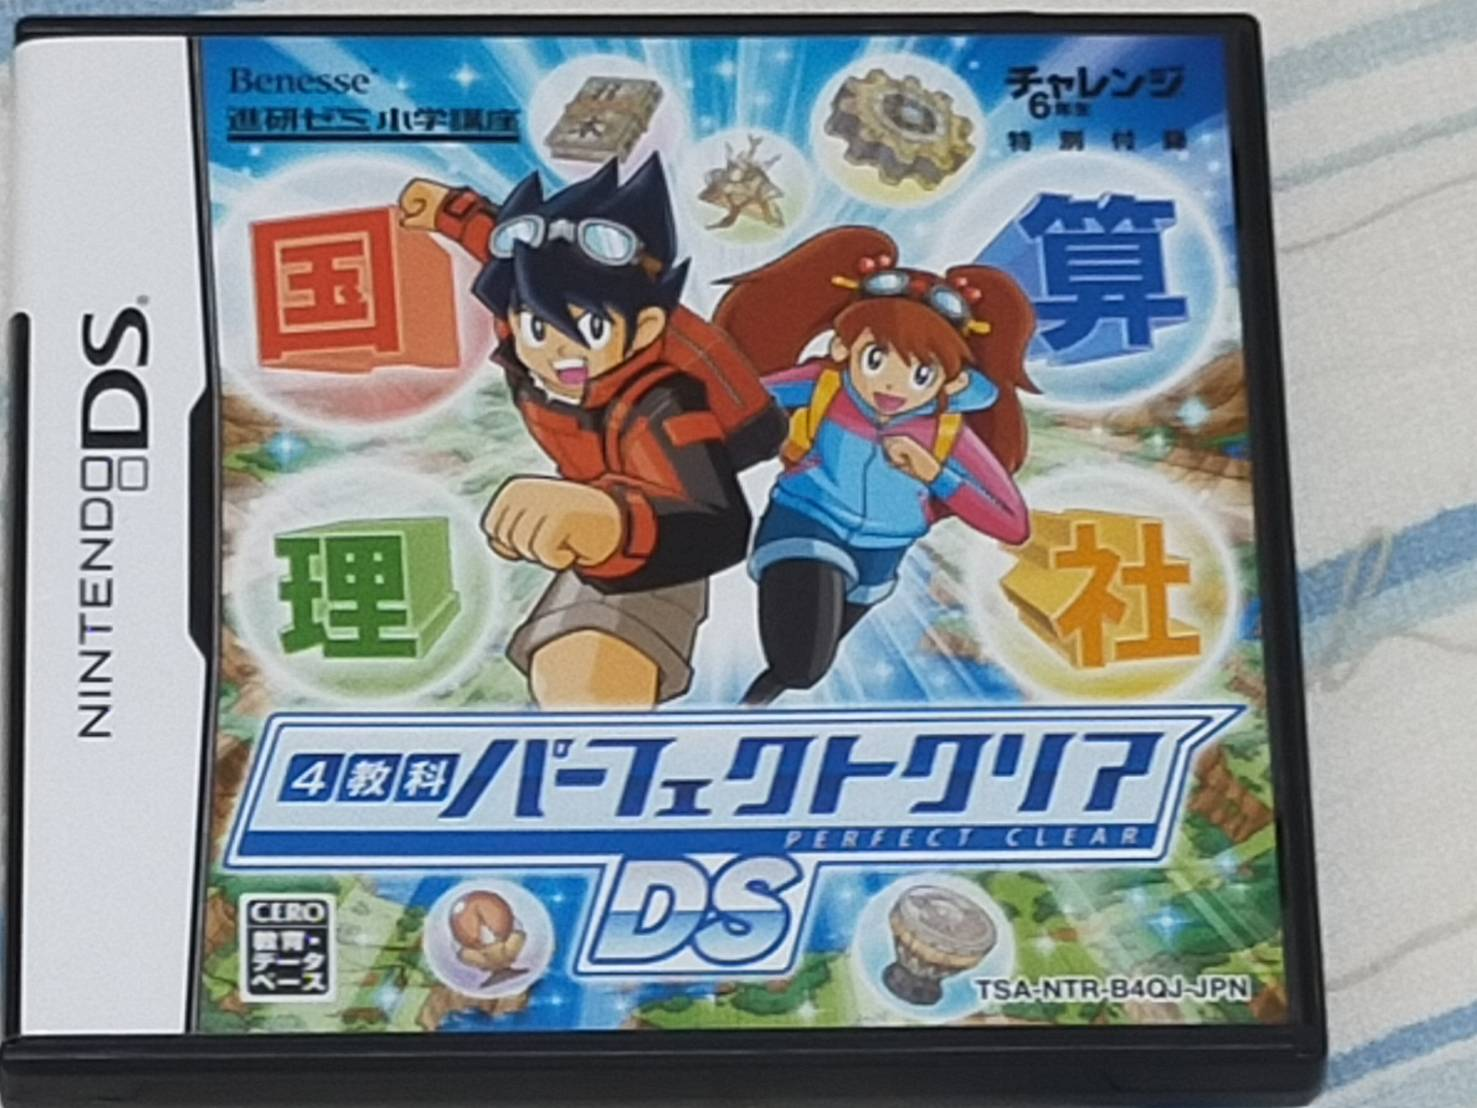 NINTENDODS
Benesse
進研ゼミ 小学講座
チャレンジ
6年生
特別付録
国
算
理
社
4教科パーフェクトクリア
PERFECT CLEAR
DS
CERO
教育・
データ
ベース
TSA-NTR-B4QJ-JPN